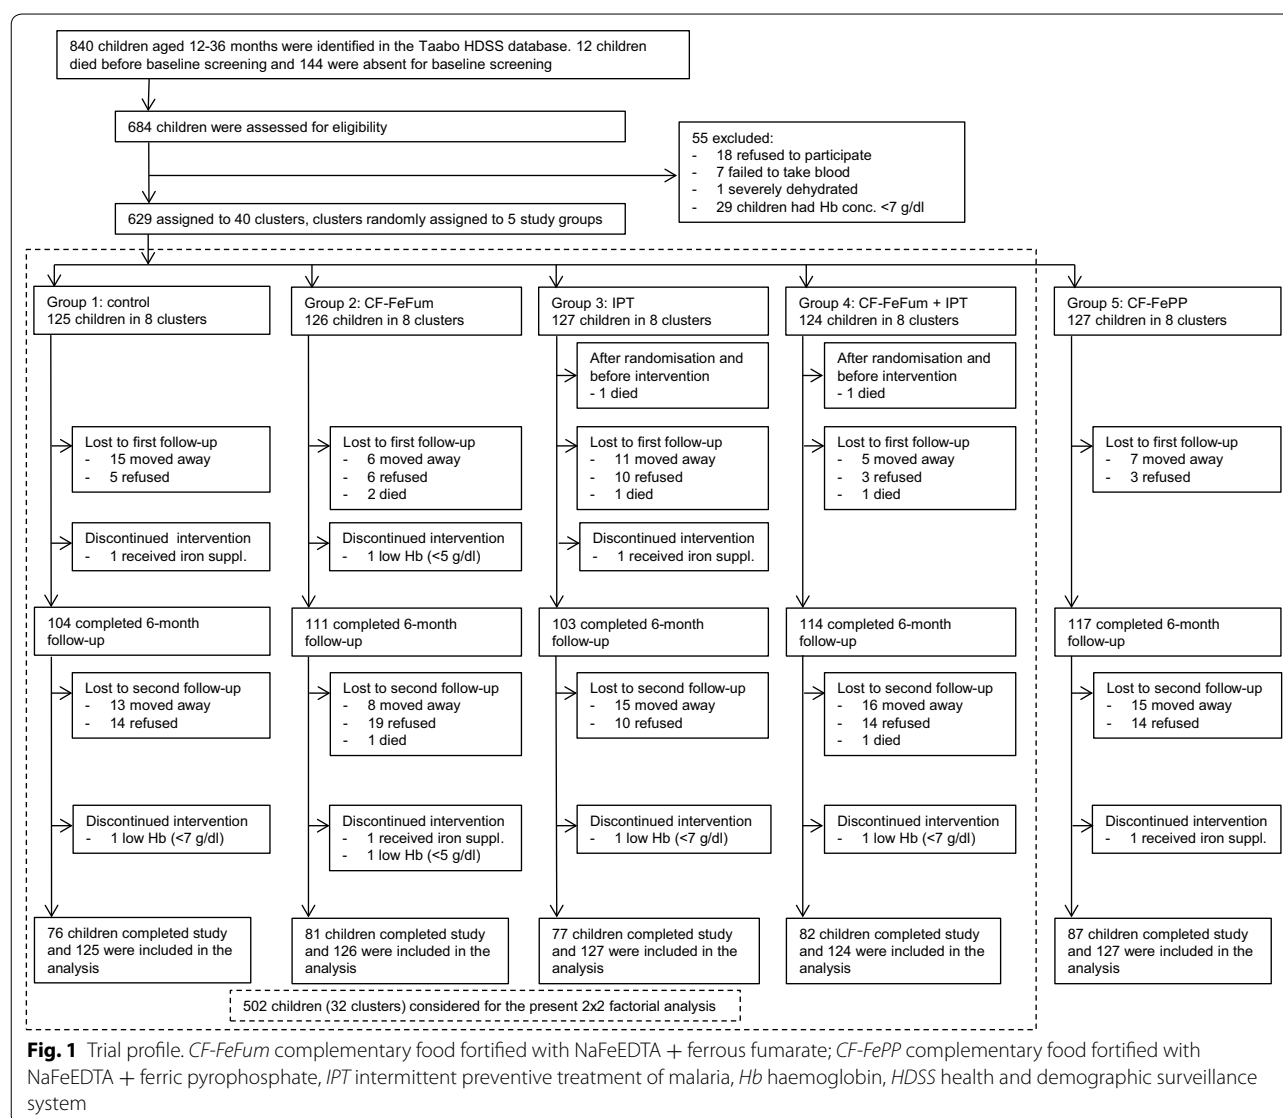 840 children aged 12-36 months were identified in the Taabo HDSS database. 12 children
died before baseline screening and 144 were absent for baseline screening
684 children were assessed for eligibility
55 excluded:
- 18 refused to participate
- 7 failed to take blood
- 1 severely dehydrated
- 29 children had Hb conc. <7 g/dl
629 assigned to 40 clusters, clusters randomly assigned to 5 study groups
Group 1: control
125 children in 8 clusters
Group 2: CF-FeFum
126 children in 8 clusters
Group 3: IPT
127 children in 8 clusters
Group 4: CF-FeFum + IPT
124 children in 8 clusters
Group 5: CF-FePP
127 children in 8 clusters
After randomisation and
before intervention
- 1 died
After randomisation and
before intervention
- 1 died
Lost to first follow-up
- 15 moved away
- 5 refused
Lost to first follow-up
- 6 moved away
- 6 refused
- 2 died
Lost to first follow-up
- 11 moved away
- 10 refused
- 1 died
Lost to first follow-up
- 5 moved away
- 3 refused
- 1 died
Lost to first follow-up
- 7 moved away
- 3 refused
Discontinued intervention
- 1 received iron suppl.
Discontinued intervention
- 1 low Hb (<5 g/dl)
Discontinued intervention
- 1 received iron suppl.
104 completed 6-month
follow-up
111 completed 6-month
follow-up
103 completed 6-month
follow-up
114 completed 6-month
follow-up
117 completed 6-month
follow-up
Lost to second follow-up
- 13 moved away
- 14 refused
Lost to second follow-up
- 8 moved away
- 19 refused
- 1 died
Lost to second follow-up
- 15 moved away
- 10 refused
Lost to second follow-up
- 16 moved away
- 14 refused
- 1 died
Lost to second follow-up
- 15 moved away
- 14 refused
Discontinued intervention
- 1 low Hb (<7 g/dl)
Discontinued intervention
- 1 received iron suppl.
- 1 low Hb (<5 g/dl)
Discontinued intervention
- 1 low Hb (<7 g/dl)
Discontinued intervention
- 1 low Hb (<7 g/dl)
Discontinued intervention
- 1 received iron suppl.
76 children completed study
and 125 were included in the
analysis
81 children completed study
and 126 were included in the
analysis
77 children completed study
and 127 were included in the
analysis
82 children completed study
and 124 were included in the
analysis
87 children completed study
and 127 were included in the
analysis
502 children (32 clusters) considered for the present 2x2 factorial analysis
Fig. 1 Trial profile. CF-FeFum complementary food fortified with NaFeEDTA + ferrous fumarate; CF-FePP complementary food fortified with
NaFeEDTA + ferric pyrophosphate, IPT intermittent preventive treatment of malaria, Hb haemoglobin, HDSS health and demographic surveillance
system